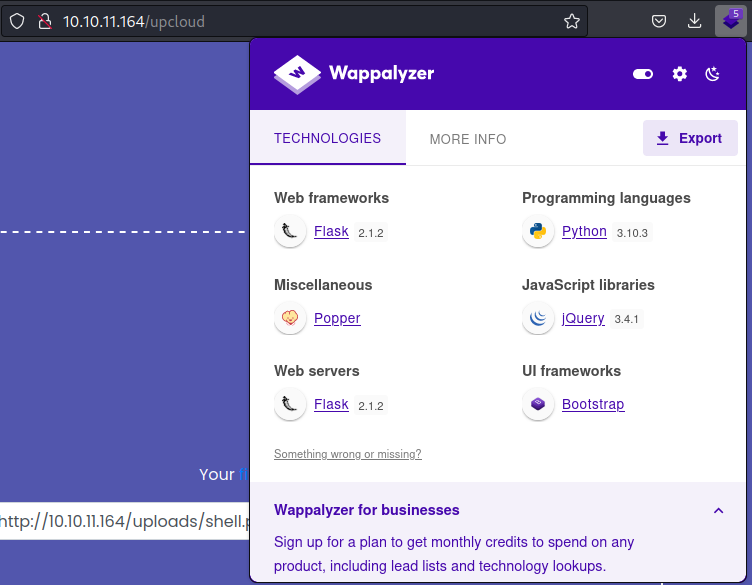 10.10.11.164/upcloud
5
Wappalyzer
TECHNOLOGIES
MORE INFO
Export
Web frameworks
Programming languages
Flask 2.1.2
Python 3.10.3
Miscellaneous
JavaScript libraries
Popper
jQuery 3.4.1
Web servers
UI frameworks
Flask 2.1.2
Bootstrap
Something wrong or missing?
Your
http://10.10.11.164/uploads/shell.p
Wappalyzer for businesses
Sign up for a plan to get monthly credits to spend on any
product, including lead lists and technology lookups.